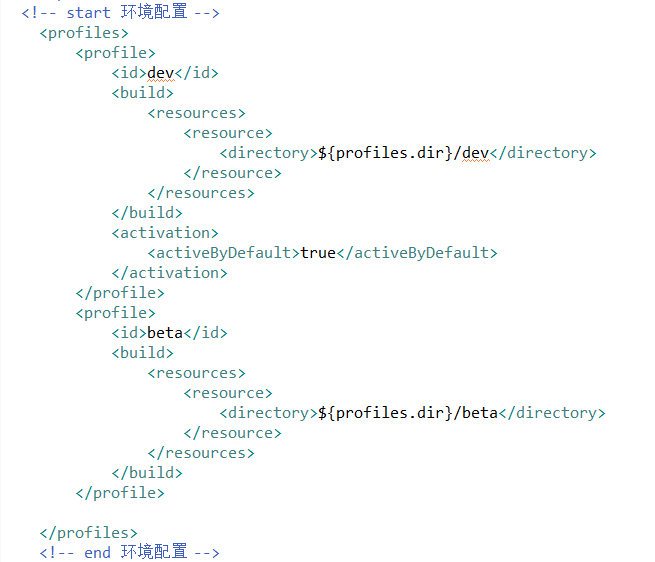 <!-- start 环境配置 -->
<profiles>
<profile>
<id>dev</id>
<build>
<resources>
<resource>
<directory>${profiles.dir}/dev</directory>
</resource>
</resources>
</build>
<activation>
<activeByDefault>true</activeByDefault>
</activation>
</profile>
<profile>
<id>beta</id>
<build>
<resources>
<resource>
<directory>${profiles.dir}/beta</directory>
</resource>
</resources>
</build>
</profile>
</profiles>
<!-- end 环境配置 -->